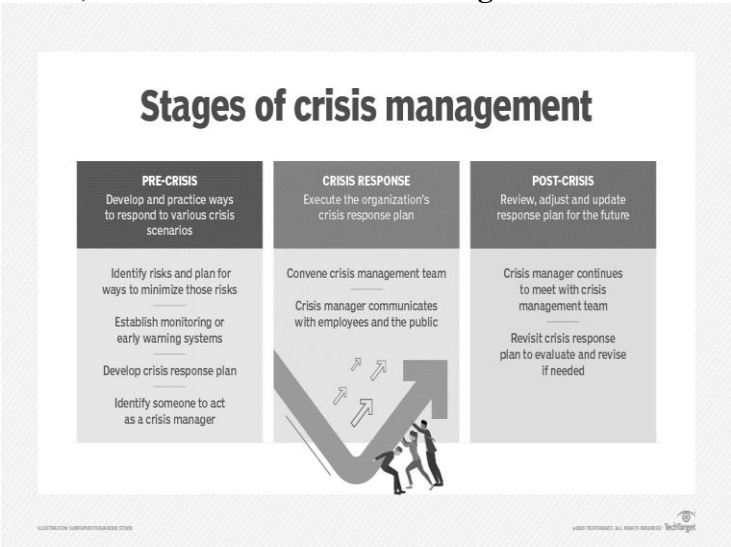 Stages of crisis management
PRE-CRISIS
Develop and practice ways
to respond to various crisis
scenarios
Identify risks and plan for
ways to minimize those risks
Establish monitoring or
early warning systems
Develop crisis response plan
Identify someone to act
as a crisis manager
CRISIS RESPONSE
Execute the organization's
crisis response plan
Convene crisis management team
Crisis manager communicates
with employees and the public
POST-CRISIS
Review, adjust and update
response plan for the future
Crisis manager continues
to meet with crisis
management team
Revisit crisis response
plan to evaluate and revise
if needed
TECHTARGET. ALL RIGHTS RESERVED
TechTarget